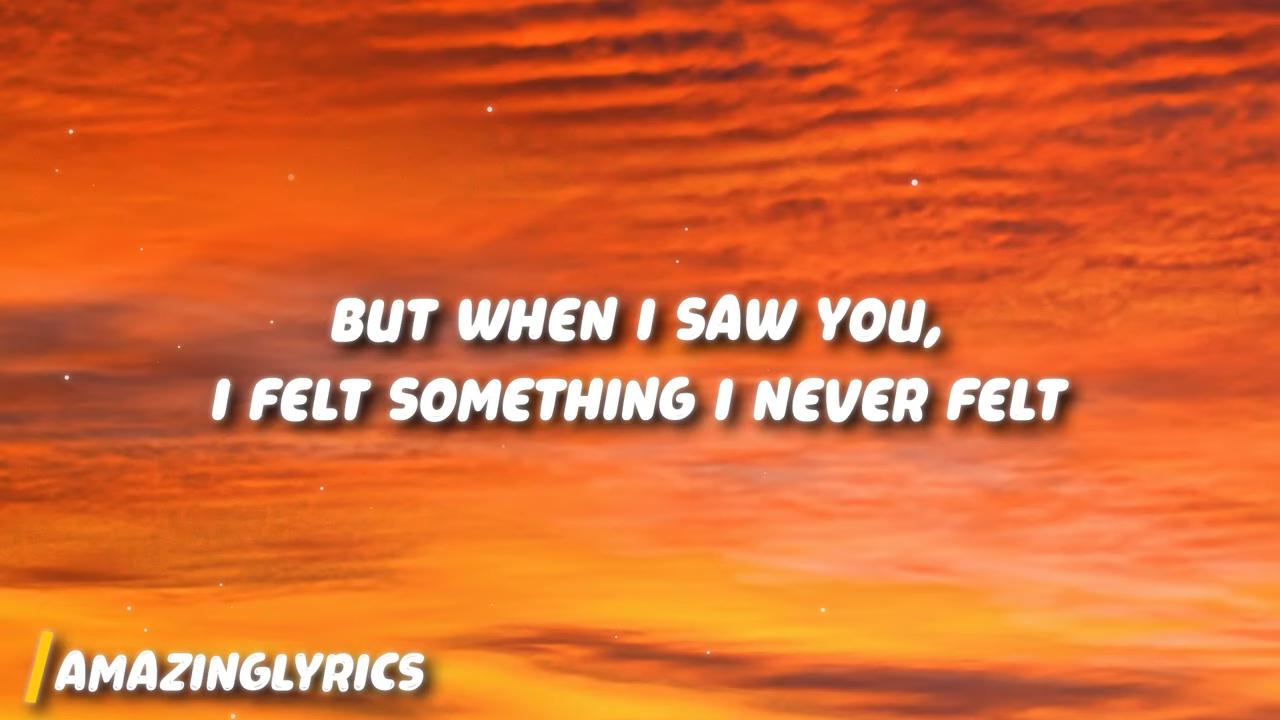 BUT WHEN I SAW YOU,
I FELT SOMETHING I NEVER FELT
AMAZINGLYRICS